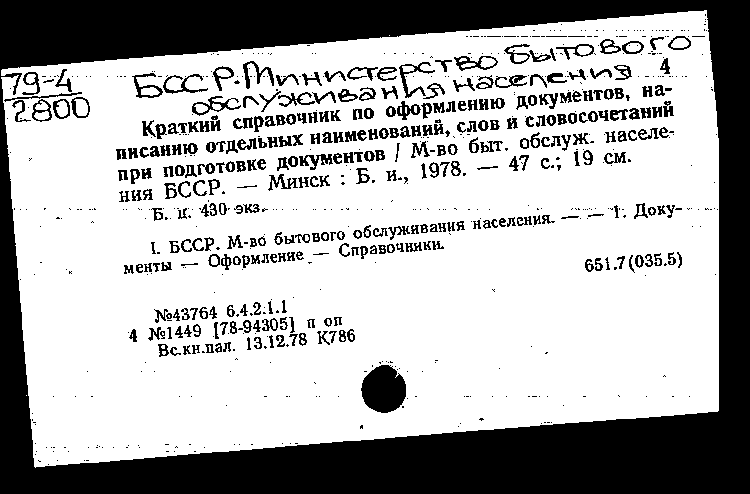 79-4
2800
БССР. Министерство бытового
обслуживания населения 4
Краткий справочник по оформлению документов, на-
писанию отдельных наименований, слов и словосочетаний
при подготовке документов / М-во быт. обслуж. населе-
ния БССР. — Минск : Б. и., 1978. — 47 с.; 19 см.
Б. ц. 430 экз.
I. БССР. М-во бытового обслуживания населения. — — 1. Доку-
менты — Оформление — Справочники.
651.7(035.5)
№43764 6.4.2.1.1
4 №1449 [78-94305] п оп
Вс.кн.пал. 13.12.78 К786